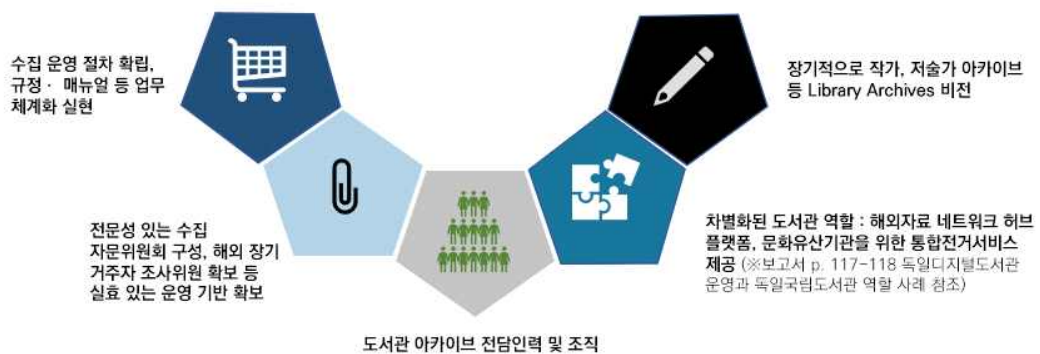 수집 운영 절차 확립,
규정 · 매뉴얼 등 업무
체계화 실현
전문성 있는 수집
자문위원회 구성, 해외 장기
거주자 조사위원 확보 등
실효 있는 운영 기반 확보
도서관 아카이브 전담인력 및 조직
차별화된 도서관 역할 : 해외자료 네트워크 허브
플랫폼, 문화유산기관을 위한 통합전거서비스
제공 (※보고서 p. 117-118 독일디지털도서관
운영과 독일국립도서관 역할 사례 참조)
장기적으로 작가, 저술가 아카이브
등 Library Archives 비전